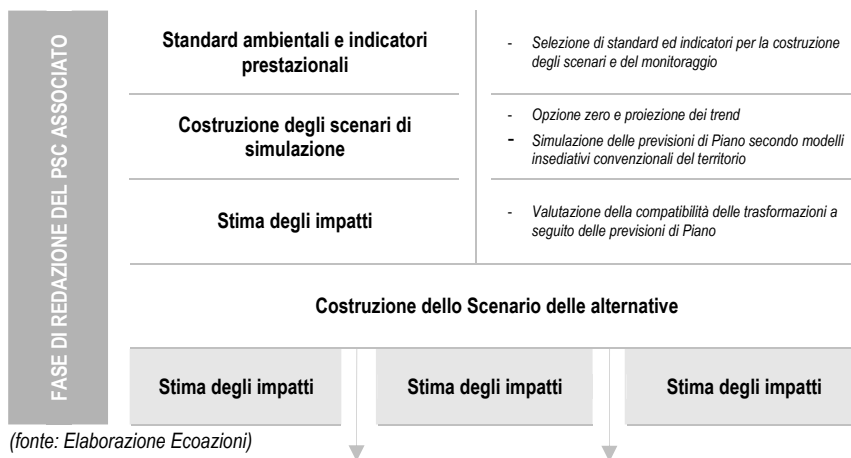 FASE DI REDAZIONE DEL PSC ASSOCIATO
Standard ambientali e indicatori
prestazionali
- Selezione di standard ed indicatori per la costruzione
degli scenari e del monitoraggio
Costruzione degli scenari di
simulazione
- Opzione zero e proiezione dei trend
- Simulazione delle previsioni di Piano secondo modelli
insediativi convenzionali del territorio
Stima degli impatti
- Valutazione della compatibilità delle trasformazioni a
seguito delle previsioni di Piano
Costruzione dello Scenario delle alternative
Stima degli impatti
Stima degli impatti
Stima degli impatti
(fonte: Elaborazione Ecoazioni)